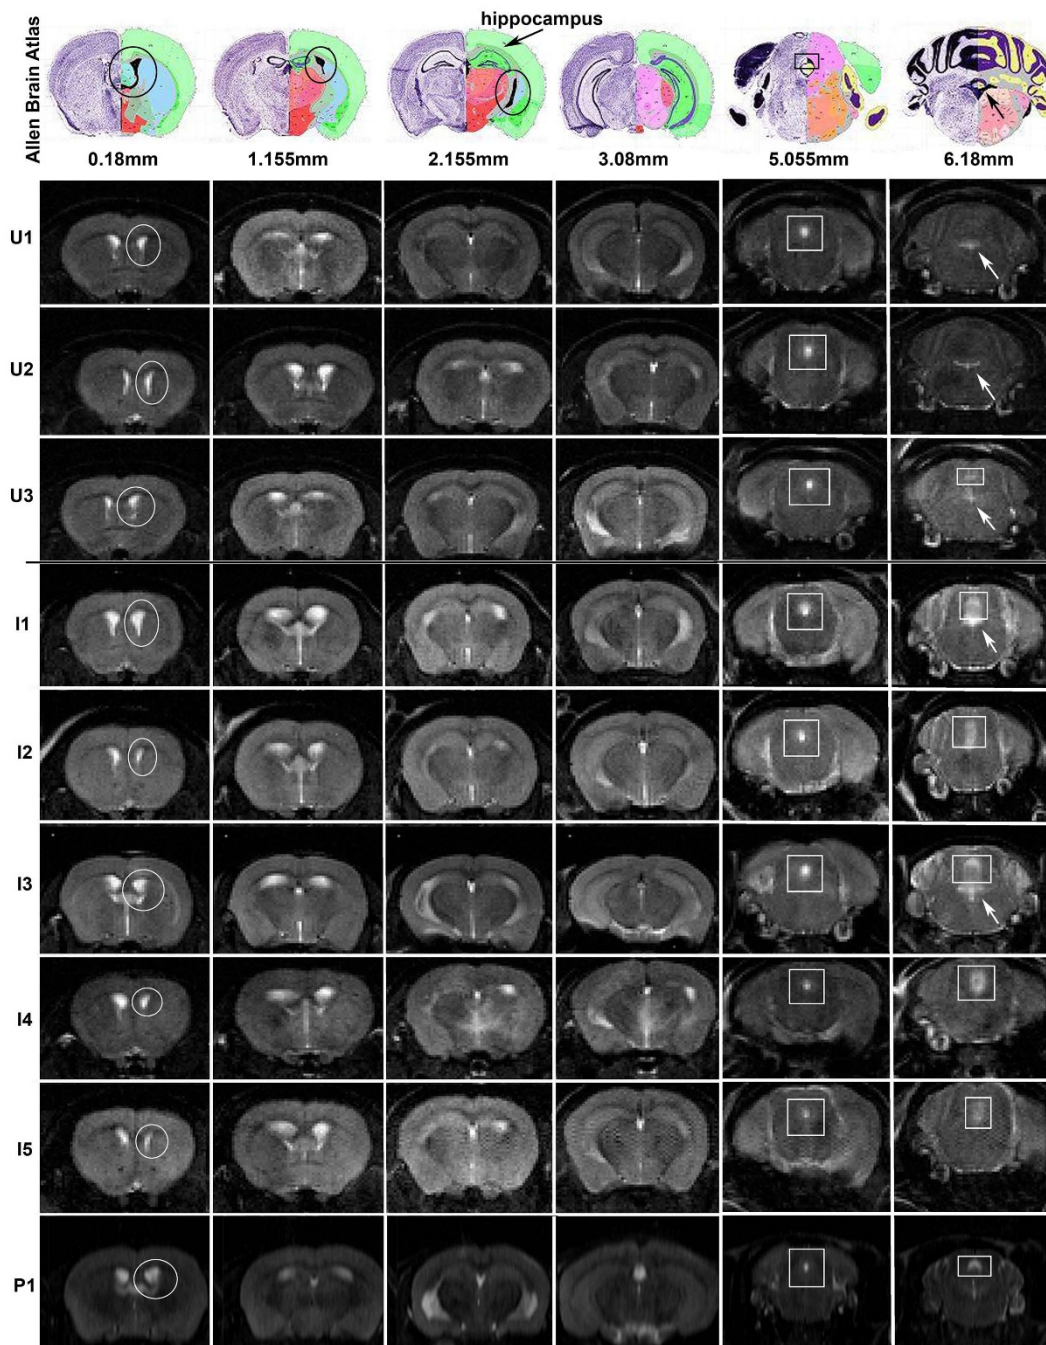 hippocampus
Allen Brain Atlas
0.18mm 1.155mm 2.155mm 3.08mm 5.055mm 6.18mm
U1
U2
U3
I1
I2
I3
I4
I5
P1